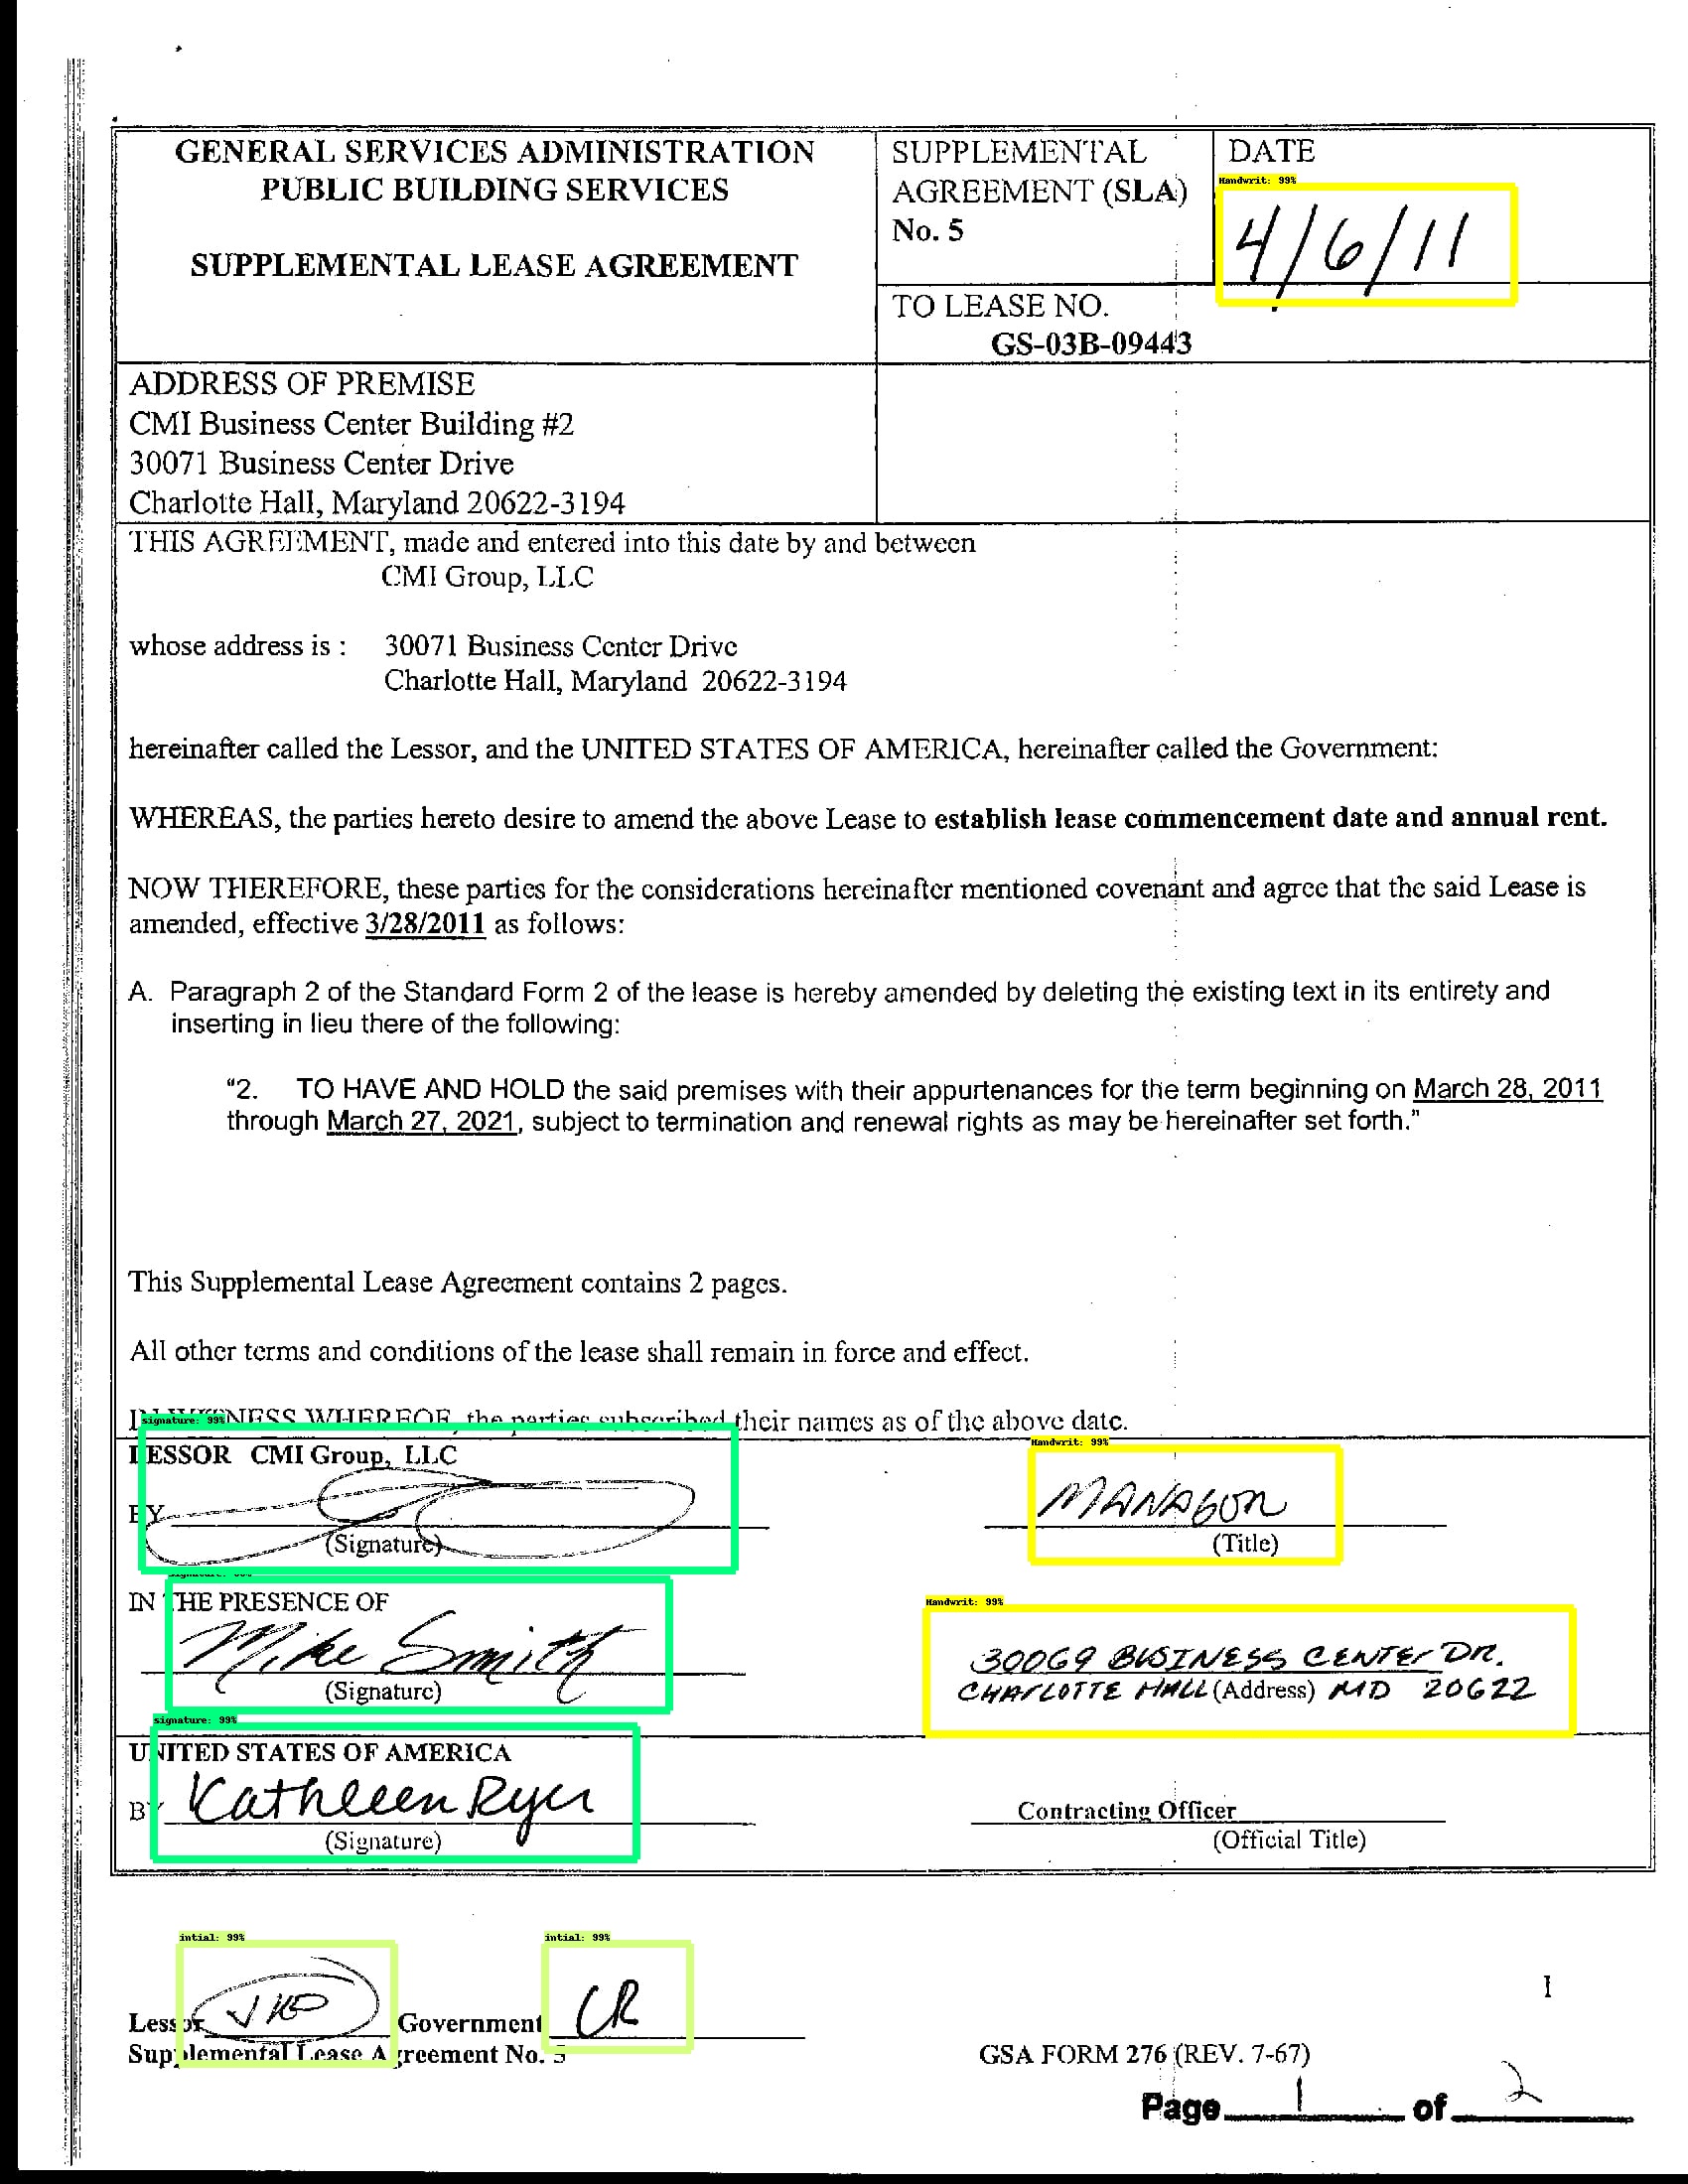 GENERAL SERVICES ADMINISTRATION
PUBLIC BUILDING SERVICES
SUPPLEMENTAL LEASE AGREEMENT
SUPPLEMENTAL
AGREEMENT (SLA)
No. 5
DATE
Handwrit: 99%
4/6/11
TO LEASE NO.
GS-03B-09443
ADDRESS OF PREMISE
CMI Business Center Building #2
30071 Business Center Drive
Charlotte Hall, Maryland 20622-3194
THIS AGREEMENT, made and entered into this date by and between
CMI Group, LLC
whose address is : 30071 Business Center Drive
Charlotte Hall, Maryland 20622-3194
hereinafter called the Lessor, and the UNITED STATES OF AMERICA, hereinafter called the Government:
WHEREAS, the parties hereto desire to amend the above Lease to establish lease commencement date and annual rent.
NOW THEREFORE, these parties for the considerations hereinafter mentioned covenant and agree that the said Lease is
amended, effective 3/28/2011 as follows:
A. Paragraph 2 of the Standard Form 2 of the lease is hereby amended by deleting the existing text in its entirety and
inserting in lieu there of the following:
"2. TO HAVE AND HOLD the said premises with their appurtenances for the term beginning on March 28, 2011
through March 27, 2021, subject to termination and renewal rights as may be hereinafter set forth."
This Supplemental Lease Agreement contains 2 pages.
All other terms and conditions of the lease shall remain in force and effect.
IN WITNESS WHEREOF, the parties subscribed their names as of the above date.
signature: 99%
LESSOR CMI Group, LLC
Handwrit: 99%
BY
MANAGER
(Signature)
(Title)
IN THE PRESENCE OF
Handwrit: 99%
Mike Smith
30069 BUSINESS CENTER DR.
(Signature)
CHARLOTTE HALL (Address) MD 20622
signature: 99%
UNITED STATES OF AMERICA
BY Kathleen Ryer
Contracting Officer
(Signature)
(Official Title)
intial: 99%
intial: 99%
1
Lessor Government CR
Supplemental Lease Agreement No. 5
GSA FORM 276 (REV. 7-67)
Page 1 of 2